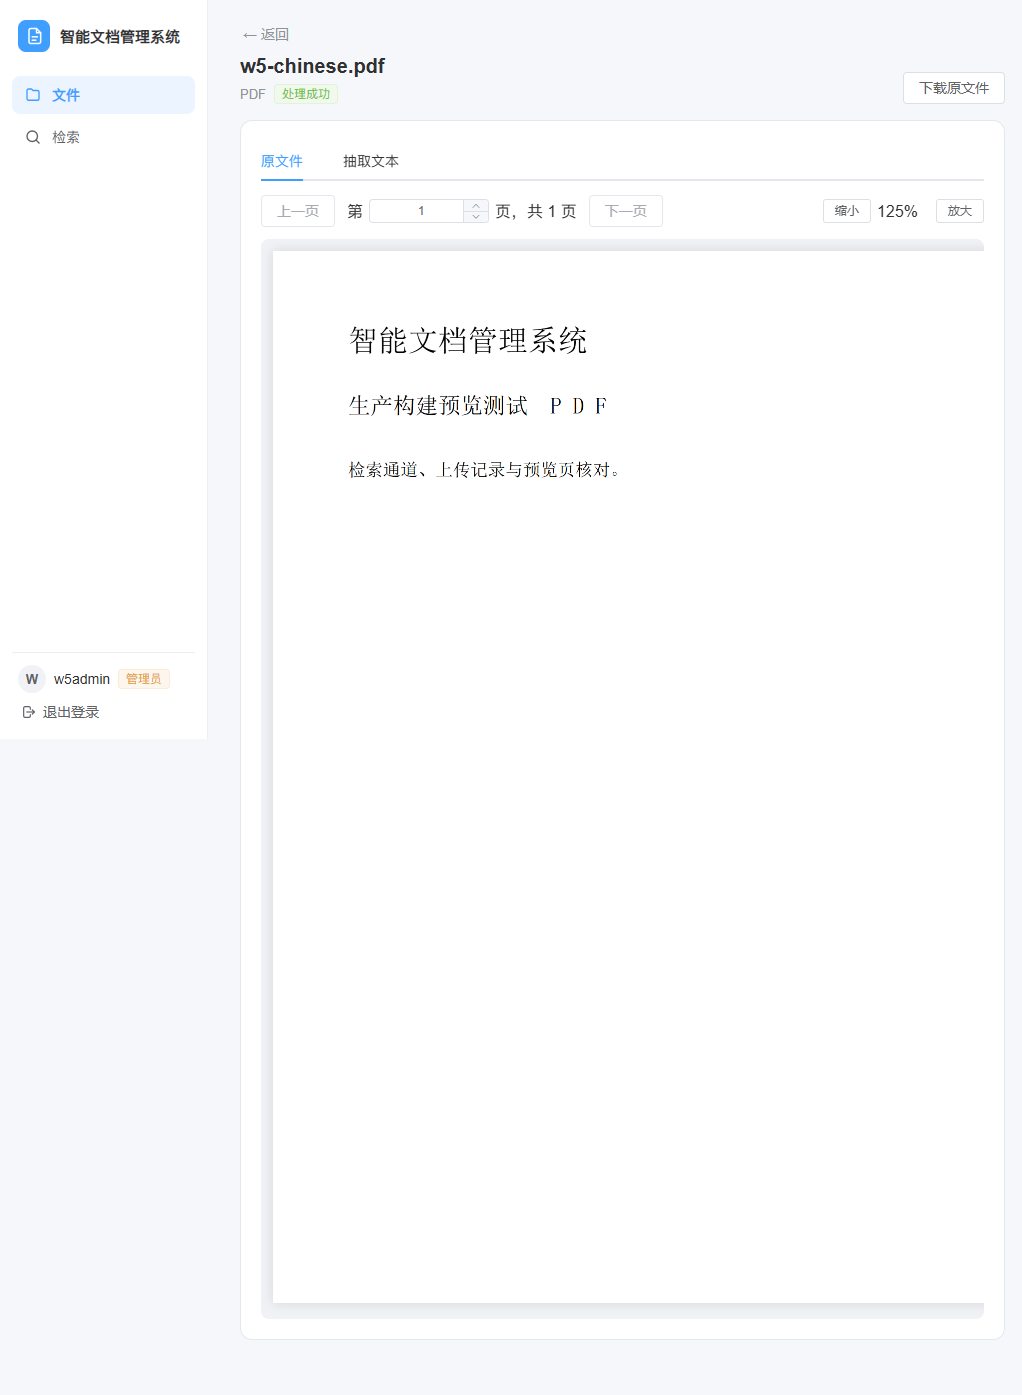 智能文档管理系统
文件
检索
w5admin 管理员
W
退出登录
← 返回
w5-chinese.pdf
PDF 处理成功
下载原文件
原文件 抽取文本
上一页 第 1 页，共 1 页 下一页 缩小 125% 放大
智能文档管理系统
生产构建预览测试 PDF
检索通道、上传记录与预览页核对。